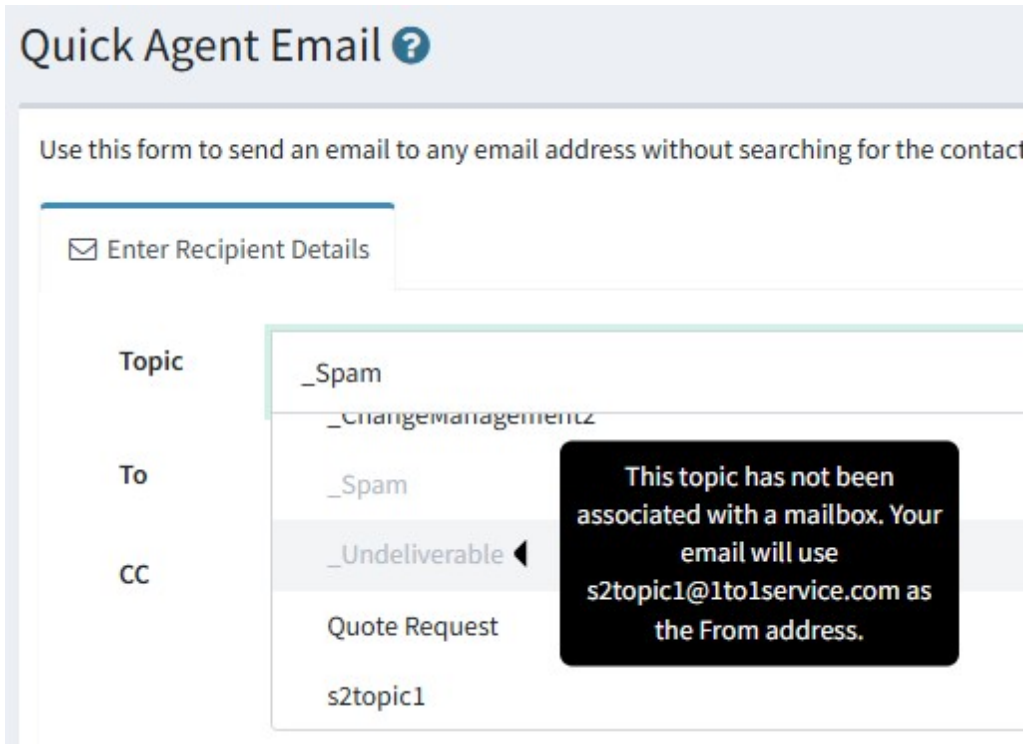 Quick Agent Email ?
Use this form to send an email to any email address without searching for the contact
Enter Recipient Details
Topic
_Spam
_ChangeManagement2
To
_Spam
_Undeliverable
CC
Quote Request
s2topic1
This topic has not been
associated with a mailbox. Your
email will use
s2topic1@1to1service.com as
the From address.